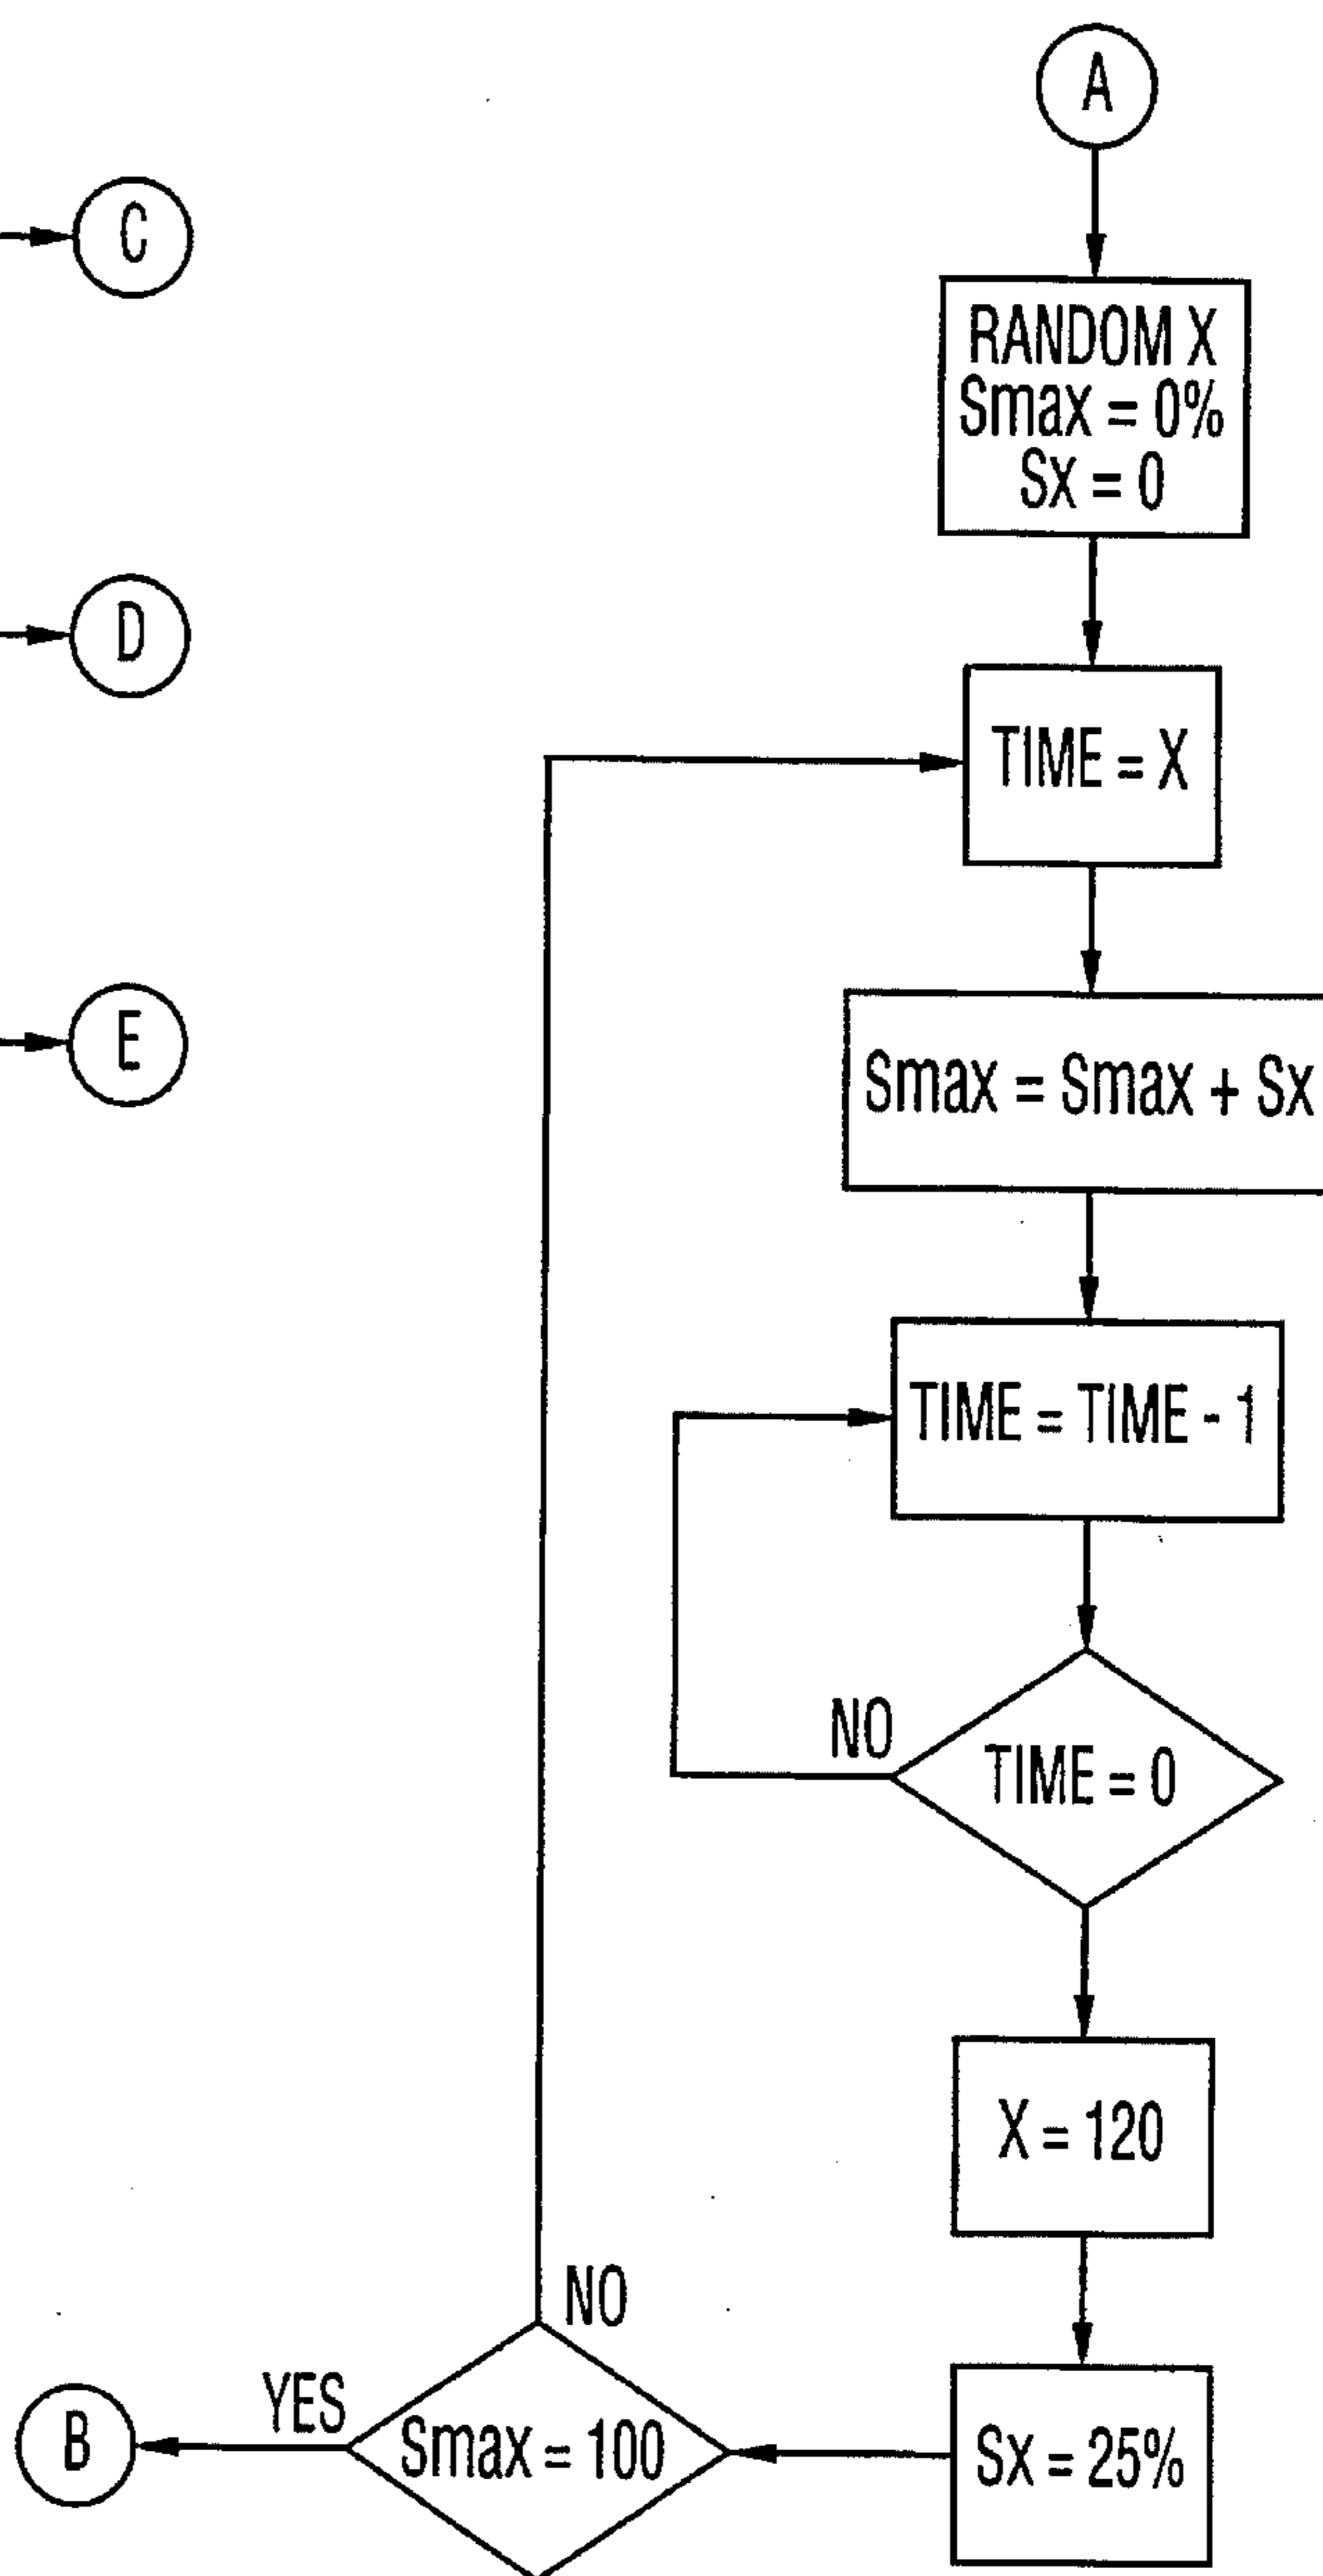 A
C
RANDOM X
Smax = 0%
Sx = 0
D
TIME = X
E
Smax = Smax + Sx
TIME = TIME - 1
NO
TIME = 0
X = 120
NO
YES
B
Smax = 100
Sx = 25%